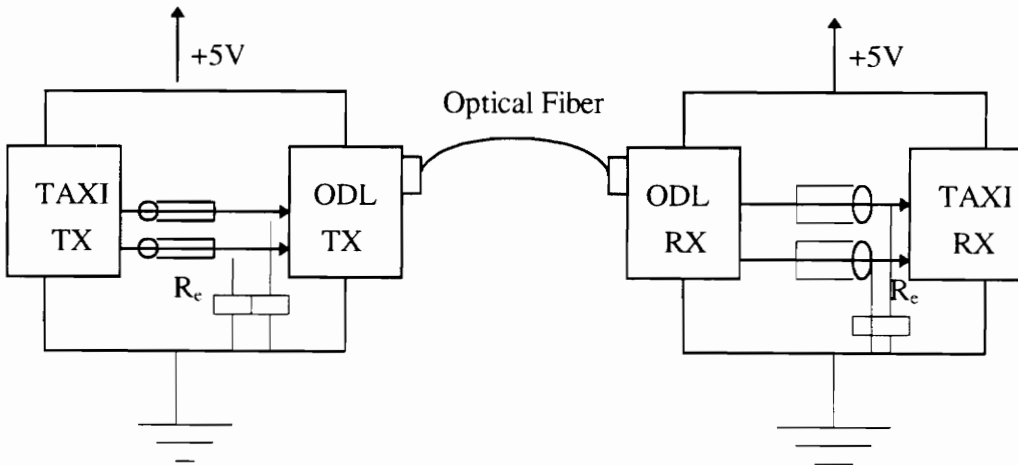 +5V
+5V
Optical Fiber
TAXI
TX
ODL
TX
ODL
RX
TAXI
RX
Rₑ
Rₑ